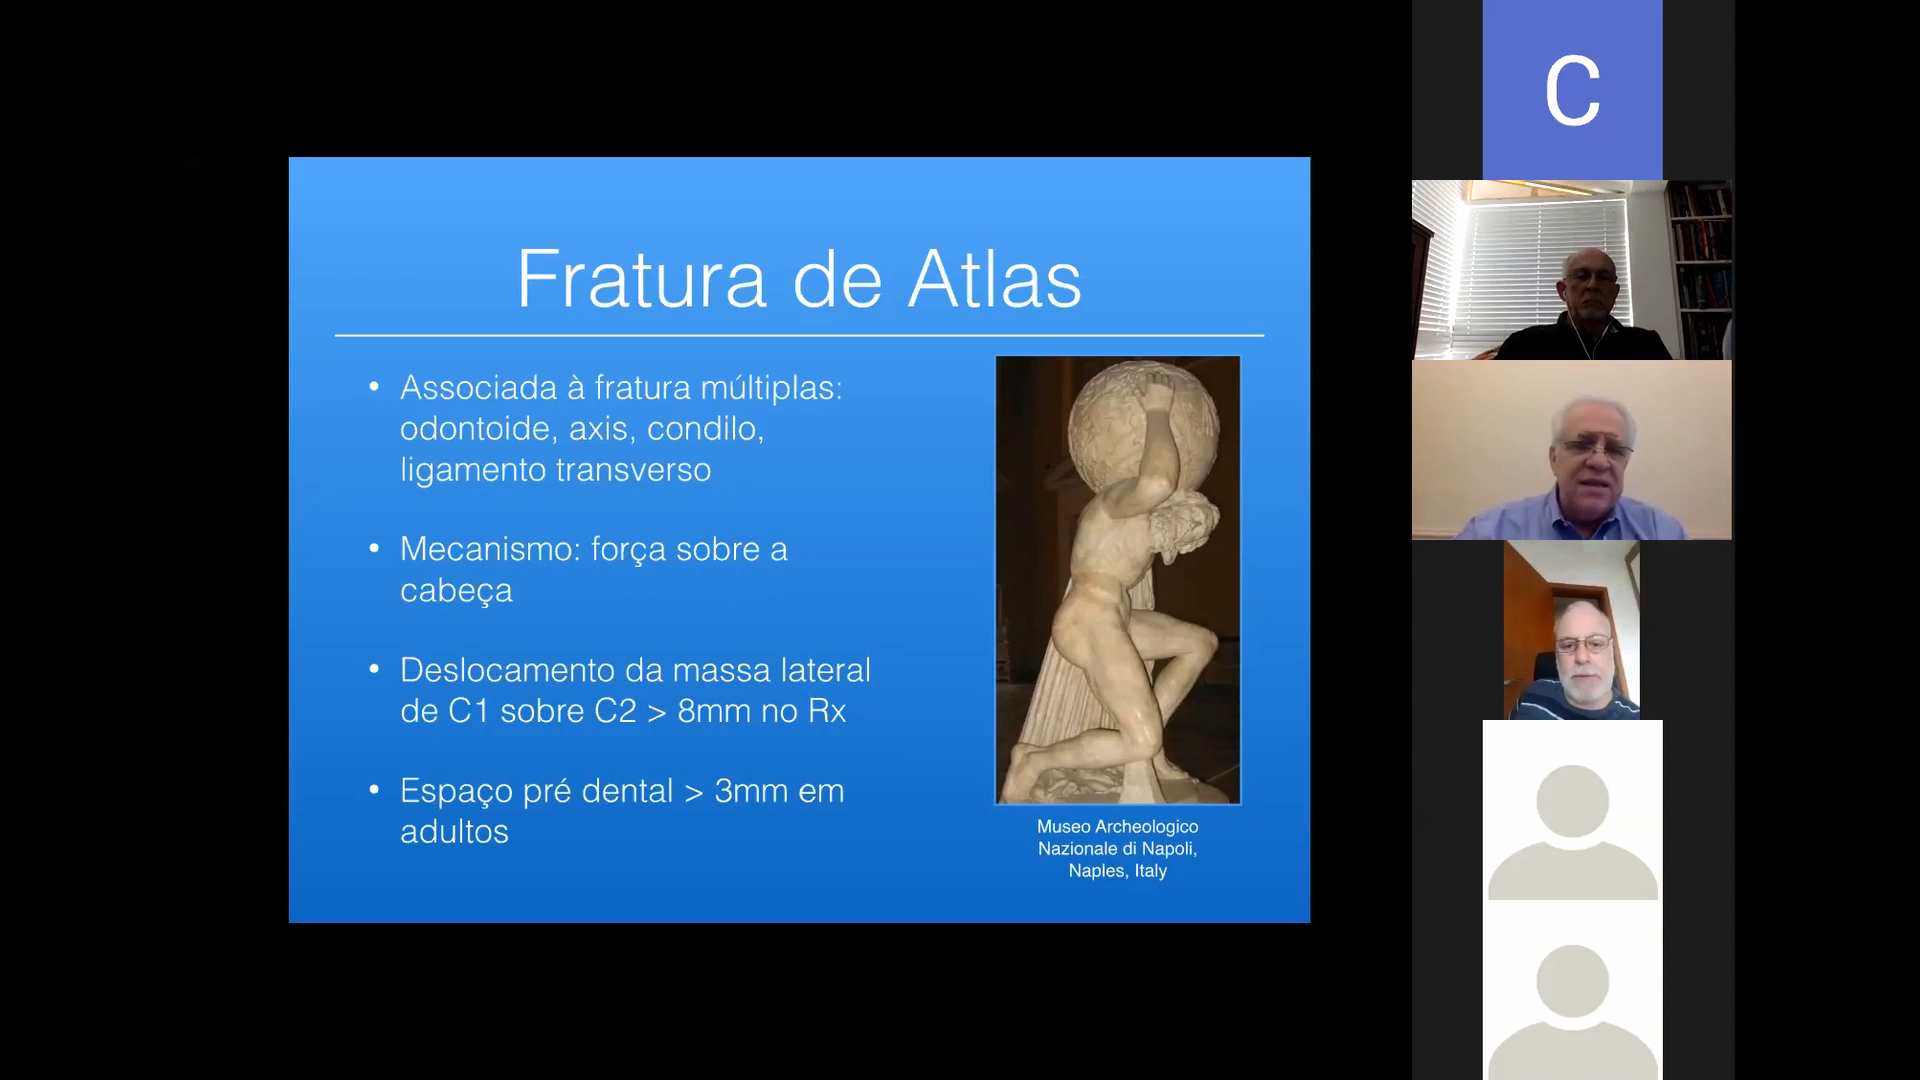 Fratura de Atlas
• Associada à fratura múltiplas:
odontoide, axis, condilo,
ligamento transverso
• Mecanismo: força sobre a
cabeça
• Deslocamento da massa lateral
de C1 sobre C2 > 8mm no Rx
• Espaço pré dental > 3mm em
adultos
Museo Archeologico
Nazionale di Napoli,
Naples, Italy
C